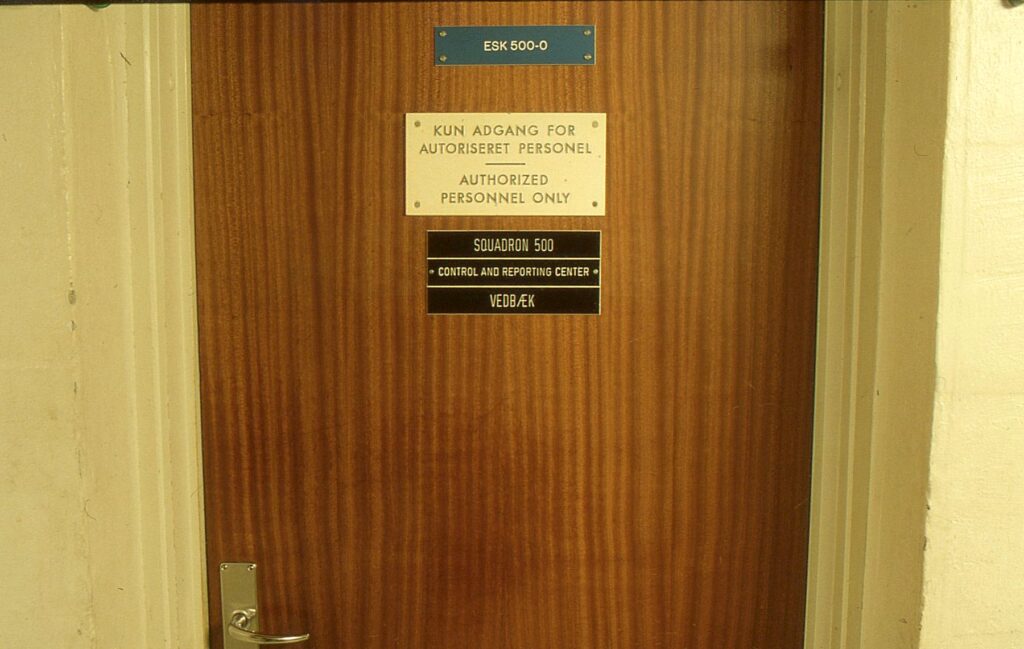 ESK 500-0
KUN ADGANG FOR
AUTORISERET PERSONEL
AUTHORIZED
PERSONNEL ONLY
SQUADRON 500
CONTROL AND REPORTING CENTER
VEDBÆK